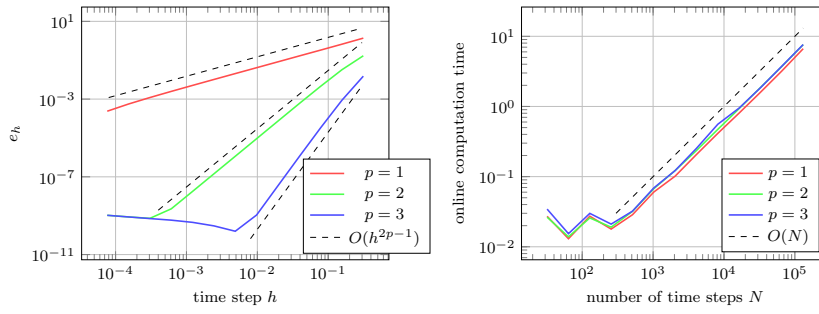 10^1
10^{-3}
10^{-7}
10^{-11}
e_h
10^{-4}
10^{-3}
10^{-2}
10^{-1}
time step h
p = 1
p = 2
p = 3
O(h^{2p−1})
10^1
10^0
10^{-1}
10^{-2}
online computation time
10^2
10^3
10^4
10^5
number of time steps N
p = 1
p = 2
p = 3
O(N)